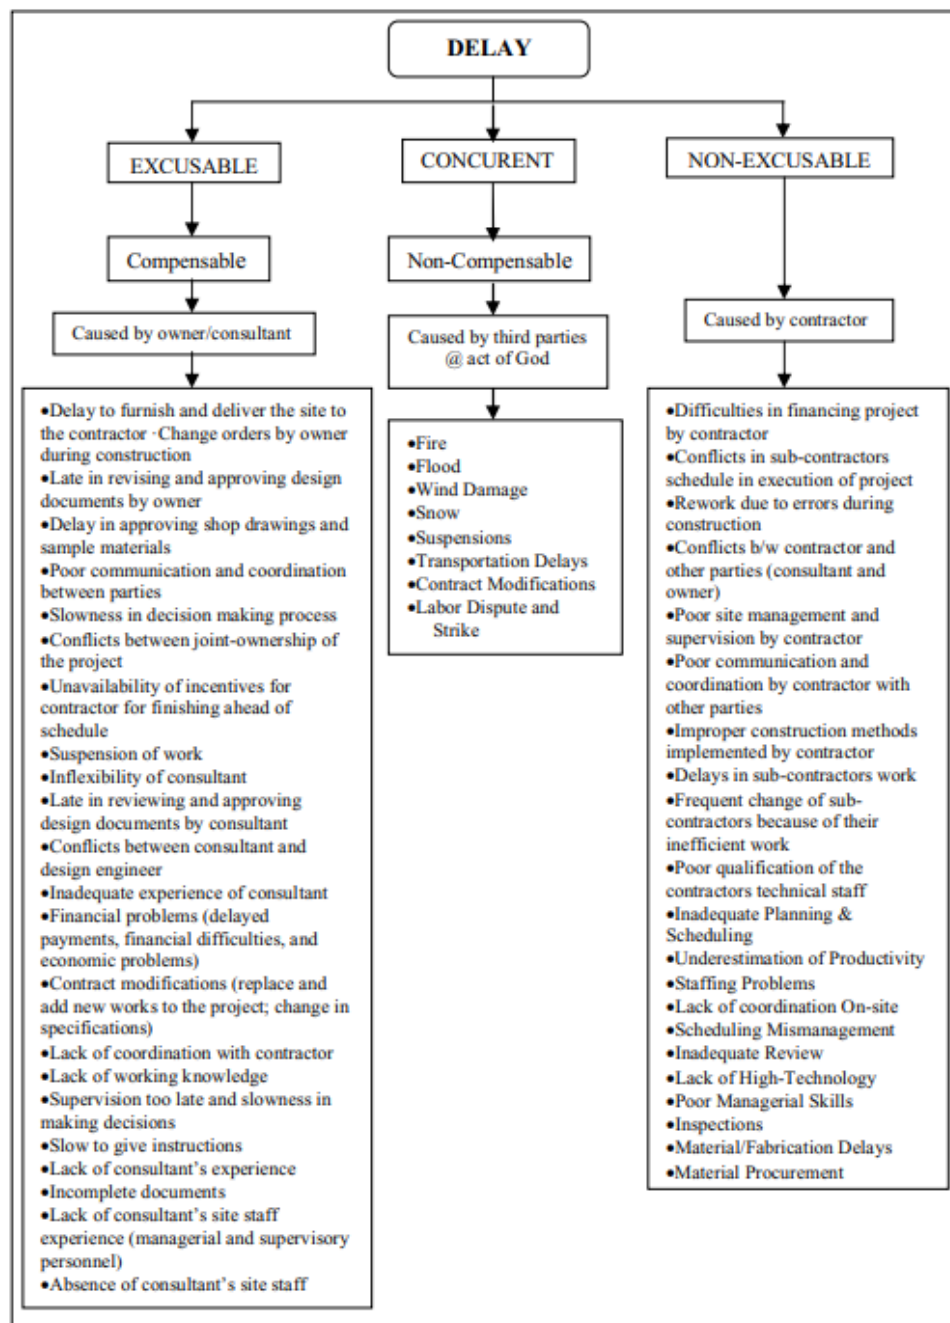 DELAY
EXCUSABLE
CONCURENT
NON-EXCUSABLE
Compensable
Non-Compensable
Caused by owner/consultant
Caused by third parties
@ act of God
Caused by contractor
•Delay to furnish and deliver the site to
the contractor ·Change orders by owner
during construction
•Late in revising and approving design
documents by owner
•Delay in approving shop drawings and
sample materials
•Poor communication and coordination
between parties
•Slowness in decision making process
•Conflicts between joint-ownership of
the project
•Unavailability of incentives for
contractor for finishing ahead of
schedule
•Suspension of work
•Inflexibility of consultant
•Late in reviewing and approving
design documents by consultant
•Conflicts between consultant and
design engineer
•Inadequate experience of consultant
•Financial problems (delayed
payments, financial difficulties, and
economic problems)
•Contract modifications (replace and
add new works to the project; change in
specifications)
•Lack of coordination with contractor
•Lack of working knowledge
•Supervision too late and slowness in
making decisions
•Slow to give instructions
•Lack of consultant's experience
•Incomplete documents
•Lack of consultant's site staff
experience (managerial and supervisory
personnel)
•Absence of consultant's site staff
•Fire
•Flood
•Wind Damage
•Snow
•Suspensions
•Transportation Delays
•Contract Modifications
•Labor Dispute and
Strike
•Difficulties in financing project
by contractor
•Conflicts in sub-contractors
schedule in execution of project
•Rework due to errors during
construction
•Conflicts b/w contractor and
other parties (consultant and
owner)
•Poor site management and
supervision by contractor
•Poor communication and
coordination by contractor with
other parties
•Improper construction methods
implemented by contractor
•Delays in sub-contractors work
•Frequent change of sub-
contractors because of their
inefficient work
•Poor qualification of the
contractors technical staff
•Inadequate Planning &
Scheduling
•Underestimation of Productivity
•Staffing Problems
•Lack of coordination On-site
•Scheduling Mismanagement
•Inadequate Review
•Lack of High-Technology
•Poor Managerial Skills
•Inspections
•Material/Fabrication Delays
•Material Procurement